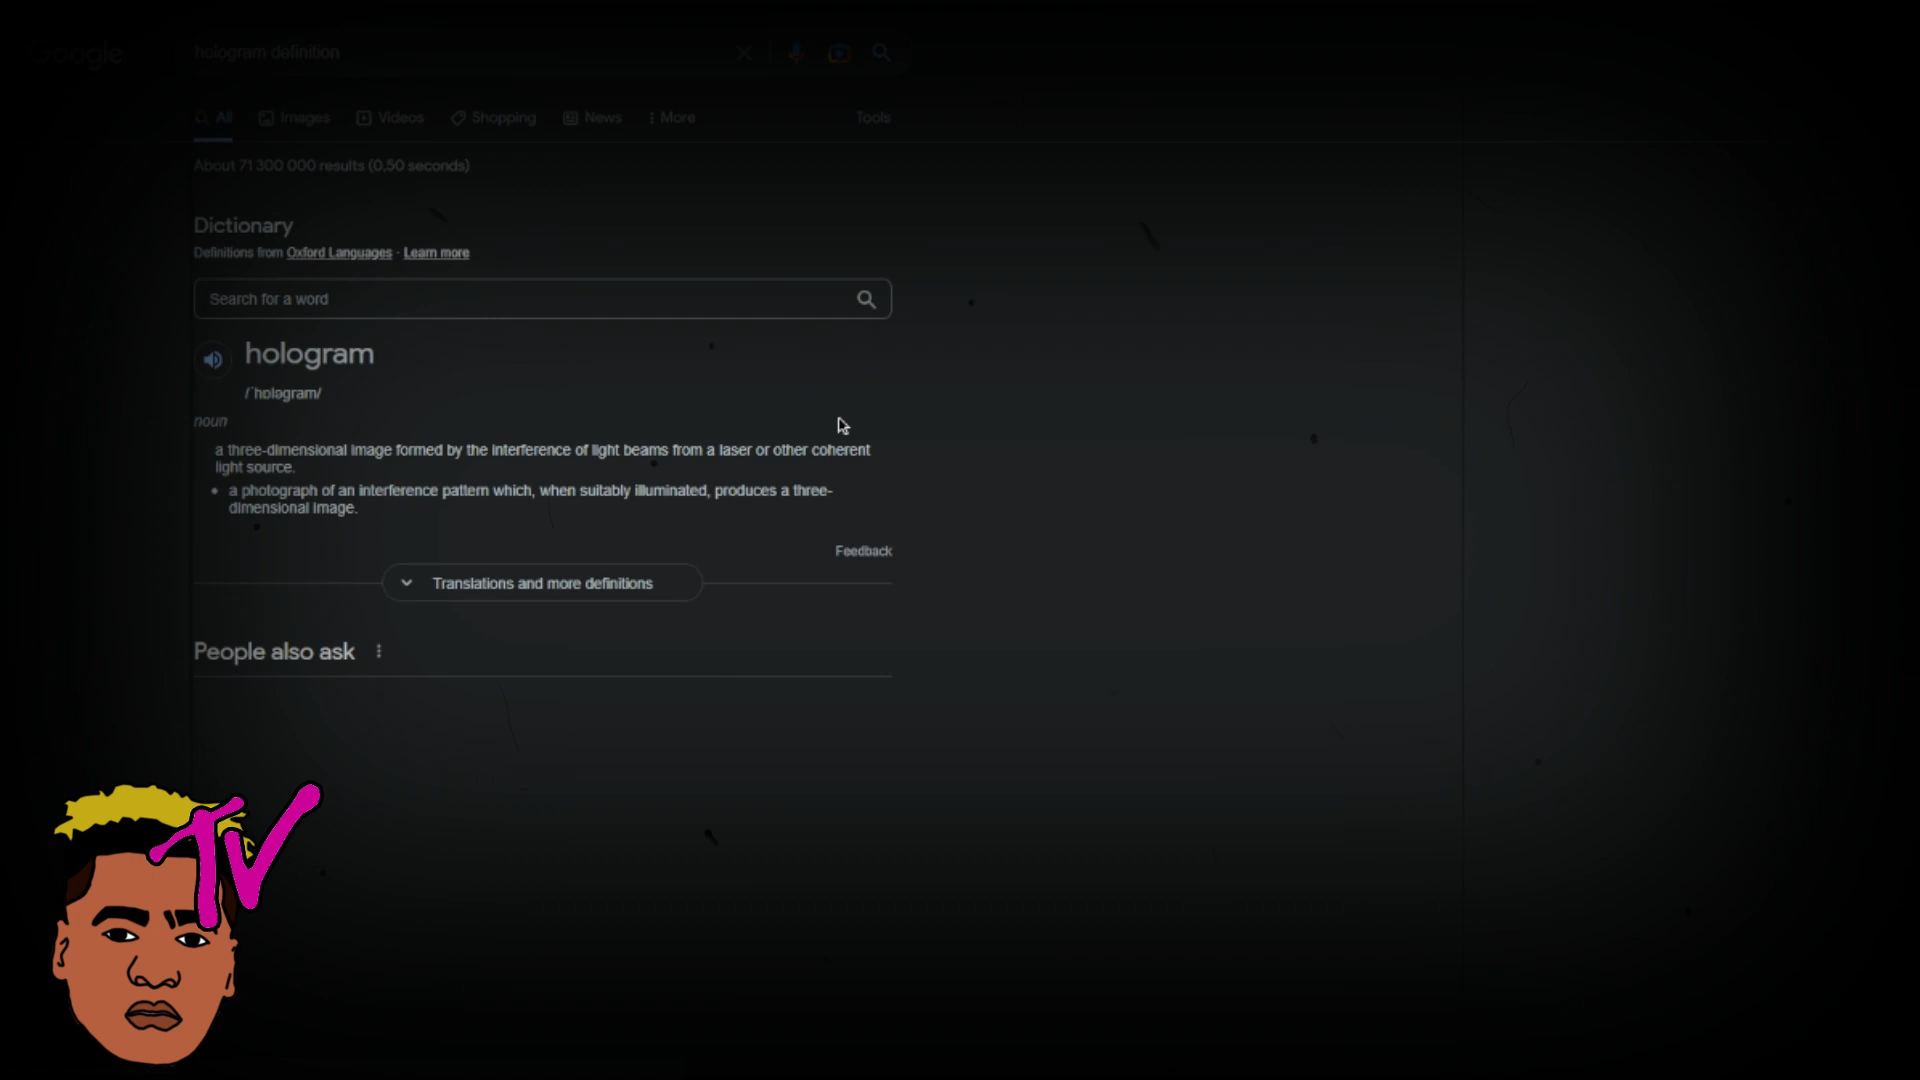 Google
hologram definition
All Images Videos Shopping News More Tools
About 71 300 000 results (0,50 seconds)
Dictionary
Definitions from Oxford Languages · Learn more
Search for a word
hologram
/ˈhɒləɡram/
noun
a three-dimensional image formed by the interference of light beams from a laser or other coherent
light source.
• a photograph of an interference pattern which, when suitably illuminated, produces a three-
dimensional image.
Feedback
Translations and more definitions
People also ask
TV